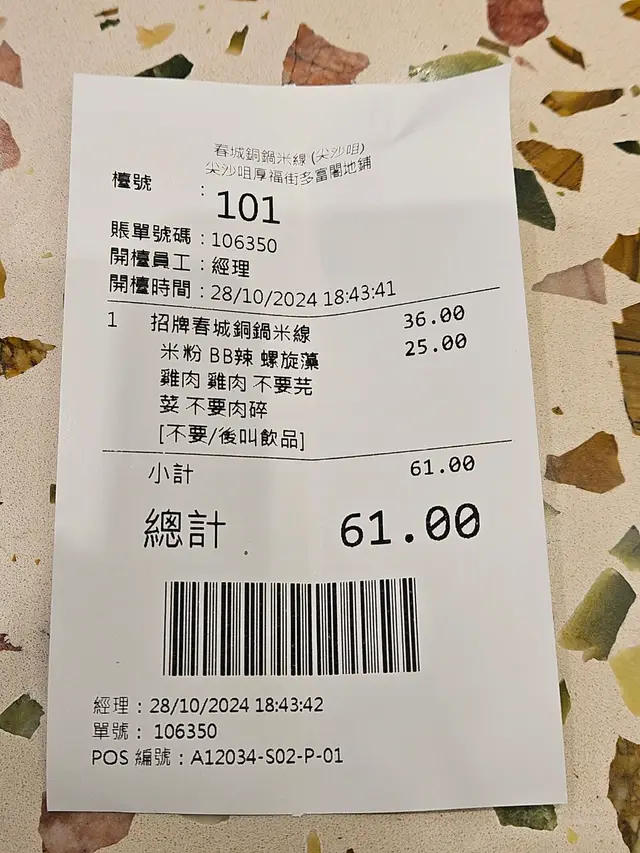 春城銅鍋米線 (尖沙咀)
尖沙咀厚福街多富閣地鋪
檯號 : 101
賬單號碼 : 106350
開檯員工 : 經理
開檯時間 : 28/10/2024 18:43:41
1 招牌春城銅鍋米線 36.00
米粉 BB辣 螺旋藻 25.00
雞肉 雞肉 不要芫
荽 不要肉碎
[不要/後叫飲品]
小計 61.00
總計 61.00
經理 : 28/10/2024 18:43:42
單號 : 106350
POS 編號 : A12034-S02-P-01